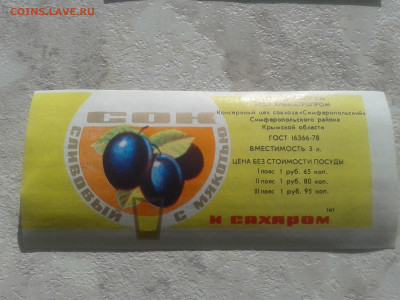 COINS.LAVE.RU
СОК
СЛИВОВЫЙ
С МЯКОТЬЮ
И САХАРОМ
Консервный цех совхоза «Симферопольский»
Симферопольского района
Крымской области
ГОСТ 16366-78
ВМЕСТИМОСТЬ 3 л.
ЦЕНА БЕЗ СТОИМОСТИ ПОСУДЫ
I пояс 1 руб. 65 коп.
II пояс 1 руб. 80 коп.
III пояс 1 руб. 95 коп.